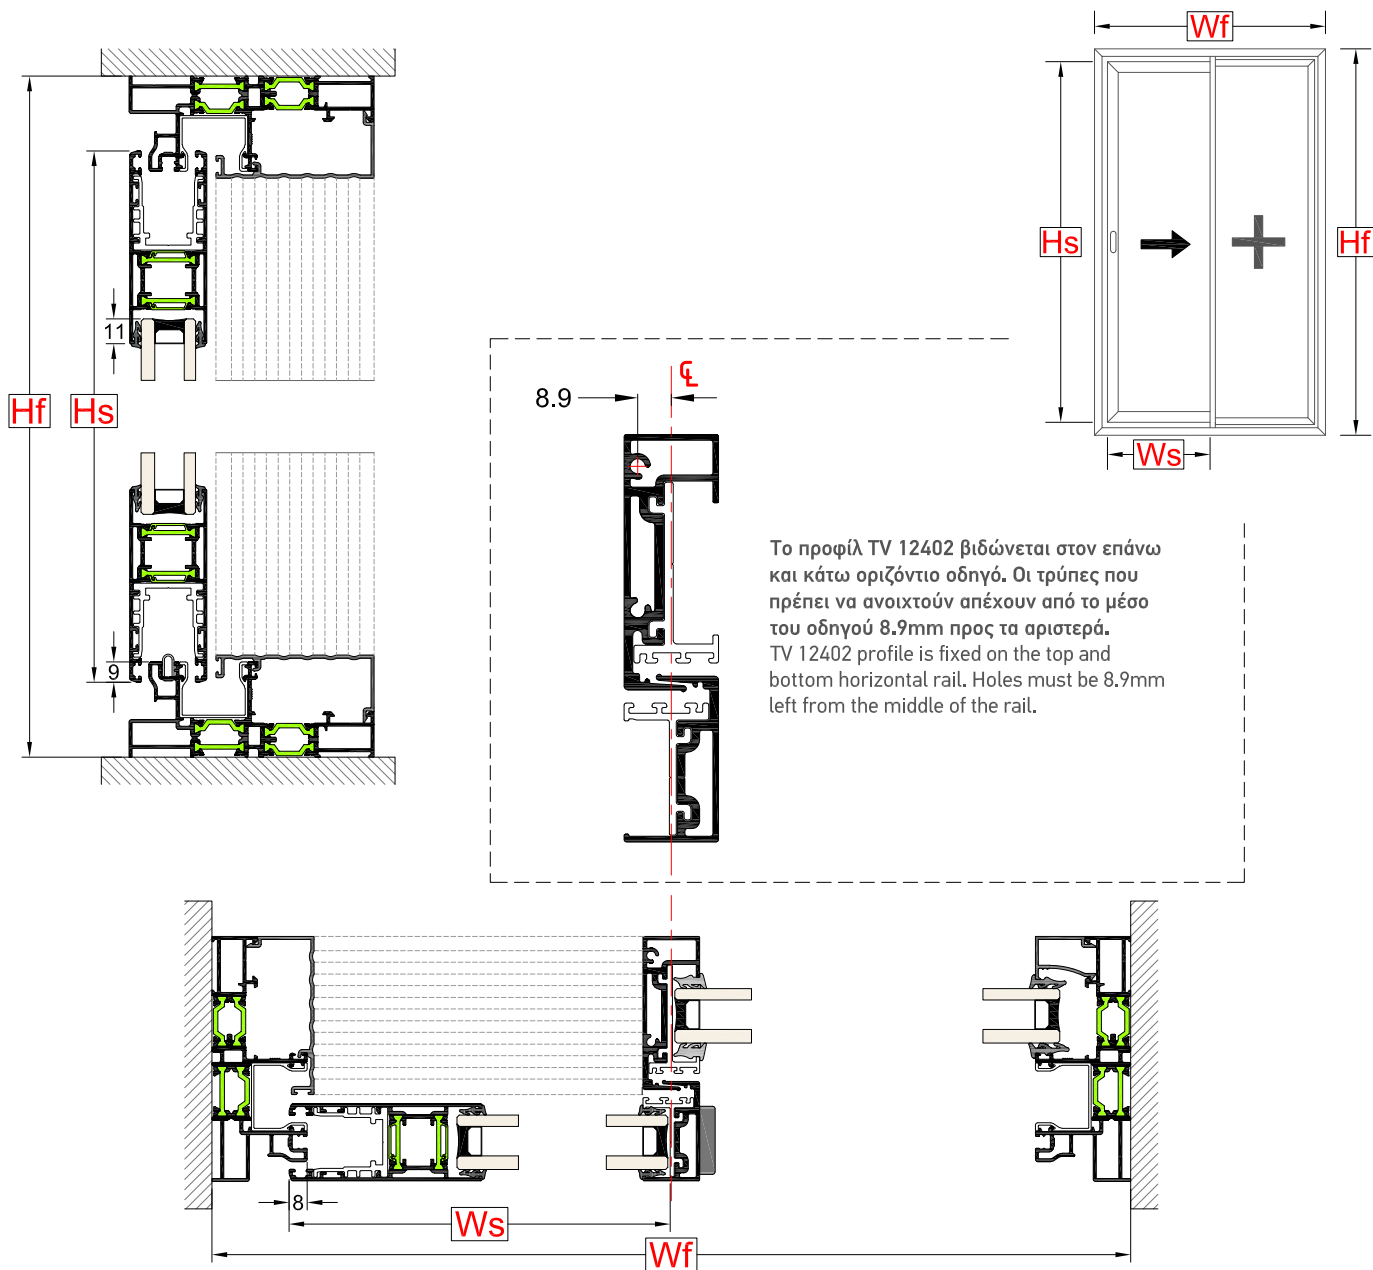 Wf
Hs
Hf
Ws
11
Hf
Hs
9
8.9
℄
Το προφίλ TV 12402 βιδώνεται στον επάνω
και κάτω οριζόντιο οδηγό. Οι τρύπες που
πρέπει να ανοιχτούν απέχουν από το μέσο
του οδηγού 8.9mm προς τα αριστερά.
TV 12402 profile is fixed on the top and
bottom horizontal rail. Holes must be 8.9mm
left from the middle of the rail.
8
Ws
Wf